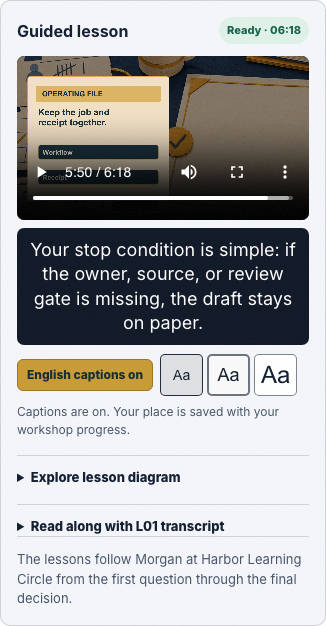 Guided lesson
Ready · 06:18
OPERATING FILE
Keep the job and
receipt together.
Workflow
Receipt
5:50 / 6:18
Your stop condition is simple: if
the owner, source, or review
gate is missing, the draft stays
on paper.
English captions on
Aa
Aa
Aa
Captions are on. Your place is saved with your
workshop progress.
Explore lesson diagram
Read along with L01 transcript
The lessons follow Morgan at Harbor Learning
Circle from the first question through the final
decision.